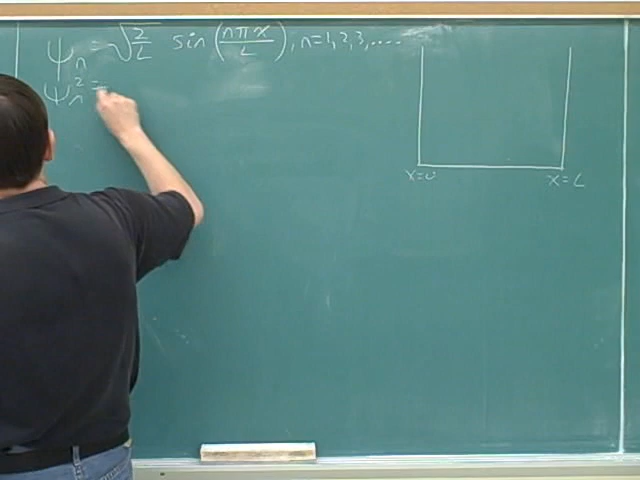 ψₙ = √(2/L) sin(nπx/L), n=1,2,3,....
ψₙ² =
x=0 x=L